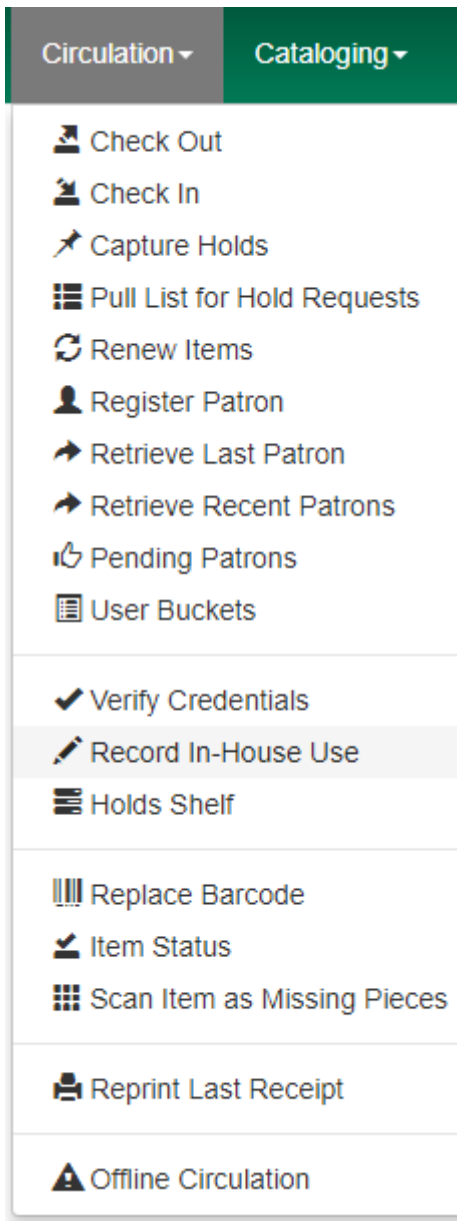 Circulation Cataloging
Check Out
Check In
Capture Holds
Pull List for Hold Requests
Renew Items
Register Patron
Retrieve Last Patron
Retrieve Recent Patrons
Pending Patrons
User Buckets
Verify Credentials
Record In-House Use
Holds Shelf
Replace Barcode
Item Status
Scan Item as Missing Pieces
Reprint Last Receipt
Offline Circulation